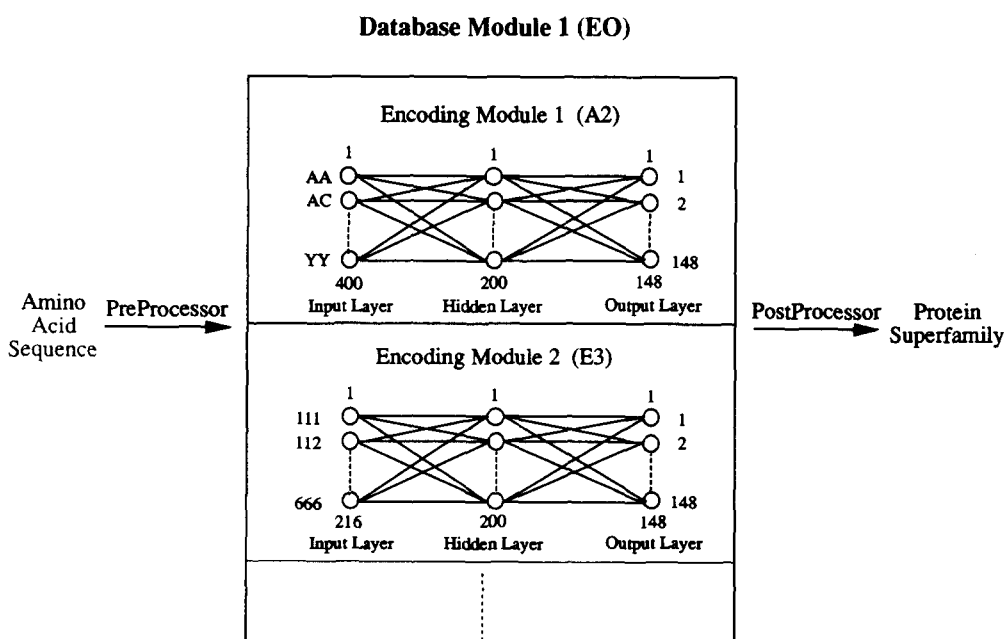 Database Module 1 (EO)
Encoding Module 1 (A2)
1 1 1
AA 1
AC 2
YY 148
400 200 148
Input Layer Hidden Layer Output Layer
Amino
Acid
Sequence
PreProcessor
PostProcessor
Protein
Superfamily
Encoding Module 2 (E3)
1 1 1
111 1
112 2
666 148
216 200 148
Input Layer Hidden Layer Output Layer